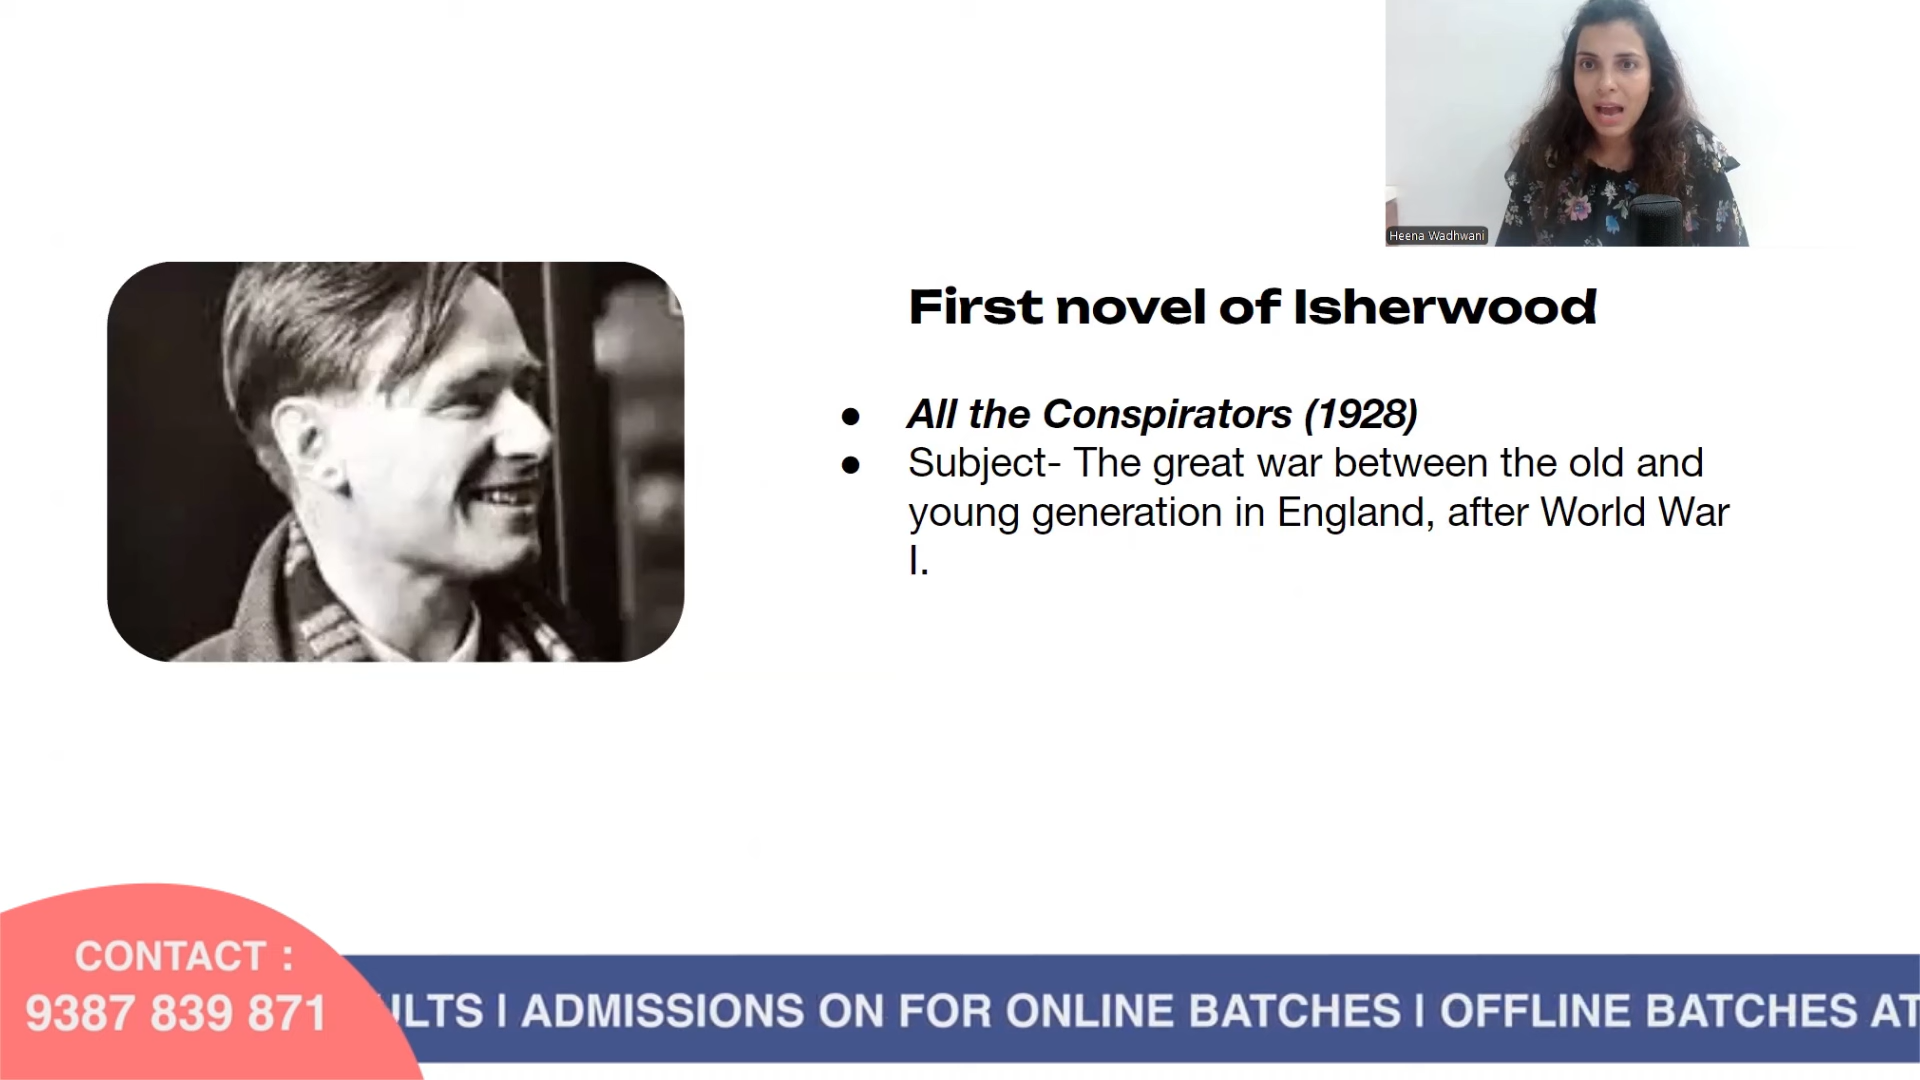 Heena Wadhwani
First novel of Isherwood
● All the Conspirators (1928)
● Subject- The great war between the old and
young generation in England, after World War
I.
CONTACT :
9387 839 871
ULTS | ADMISSIONS ON FOR ONLINE BATCHES | OFFLINE BATCHES AT